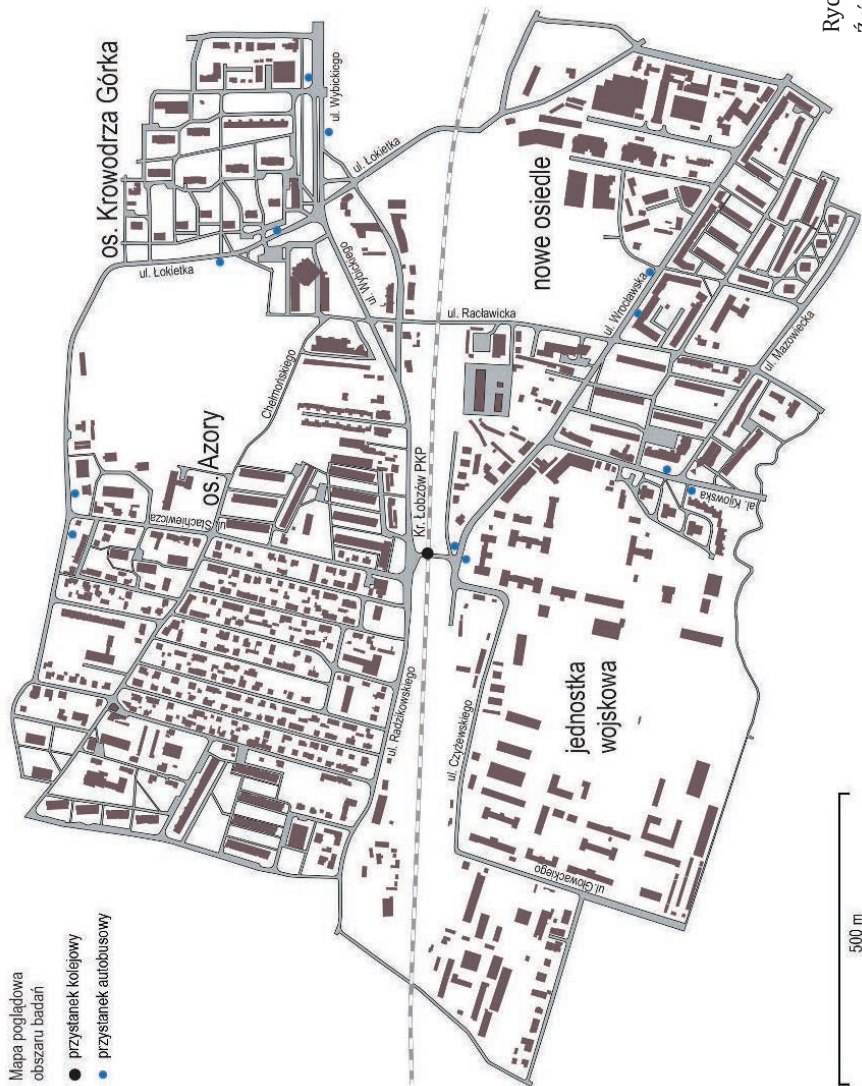 Mapa poglądowa
obszaru badań
przystanek kolejowy
przystanek autobusowy
os. Krowodrza Górka
ul. Wybickiego
ul. Łokietka
ul. Łokietka
ul. Wybickiego
os. Azory
Chełmońskiego
ul. Stachiewicza
ul. Racławicka
nowe osiedle
ul. Wrocławska
ul. Mazowiecka
Kr. Łobzów PKP
al. Kijowska
ul. Radzikowskiego
ul. Czyżewskiego
jednostka
wojskowa
ul.Głowackiego
500 m
Ryc